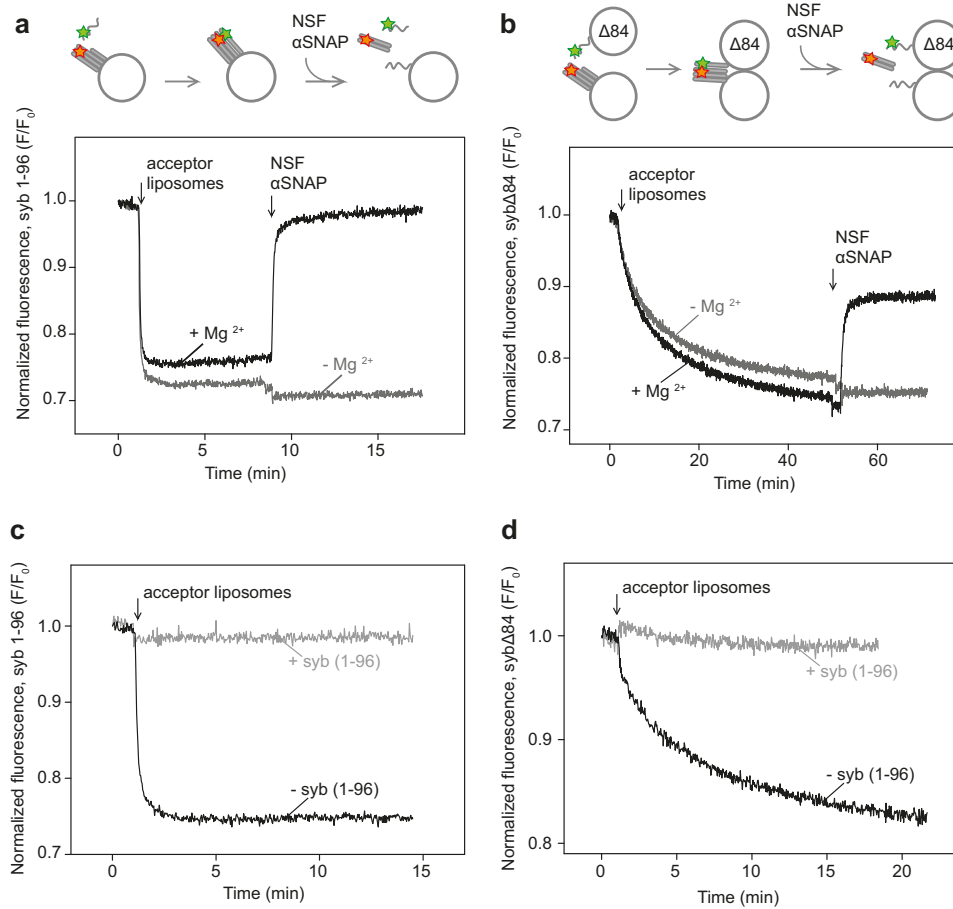 a
NSF
αSNAP
Normalized fluorescence, syb 1-96 (F/F0)
1.0
0.9
0.8
0.7
acceptor
liposomes
NSF
αSNAP
+ Mg 2+
- Mg 2+
0
5
10
15
Time (min)
b
Δ84
Δ84
NSF
αSNAP
Δ84
Normalized fluorescence, sybΔ84 (F/F0)
1.0
0.9
0.8
0.7
acceptor
liposomes
NSF
αSNAP
- Mg 2+
+ Mg 2+
0
20
40
60
Time (min)
c
Normalized fluorescence, syb 1-96 (F/F0)
1.0
0.9
0.8
0.7
acceptor liposomes
+ syb (1-96)
- syb (1-96)
0
5
10
15
Time (min)
d
Normalized fluorescence, sybΔ84 (F/F0)
1.0
0.9
0.8
acceptor liposomes
+ syb (1-96)
- syb (1-96)
0
5
10
15
20
Time (min)